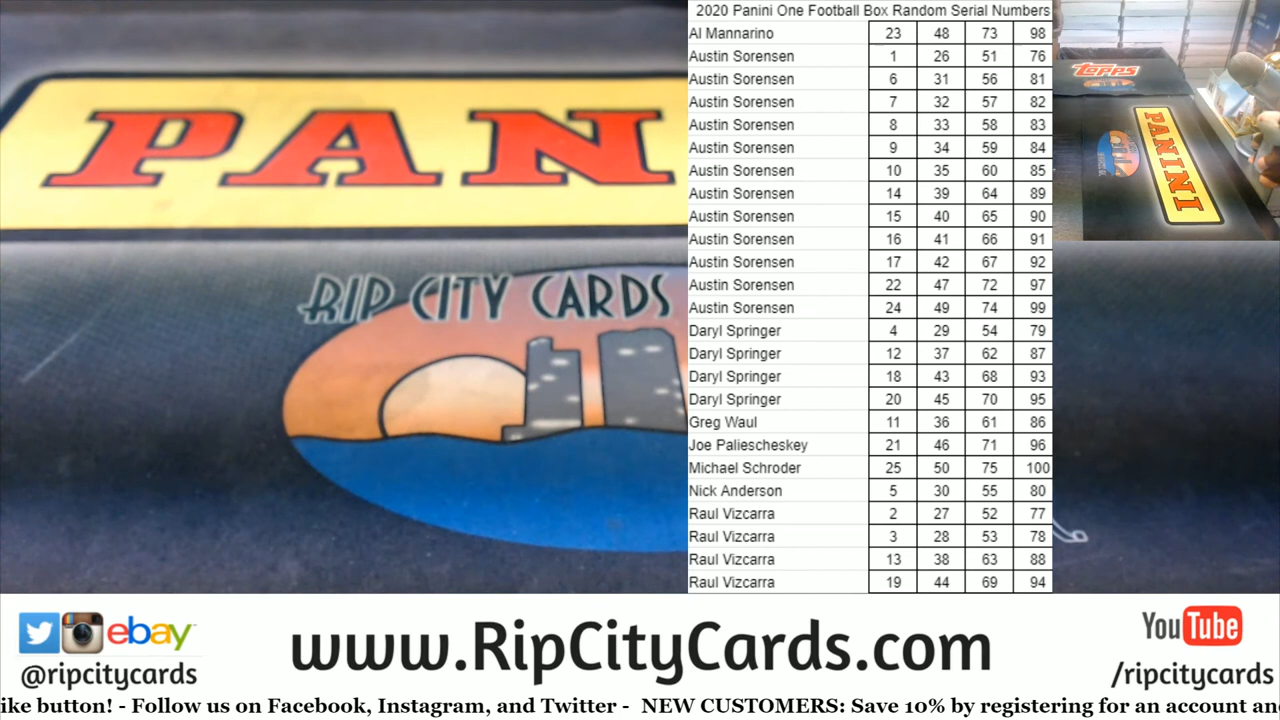 PANI
RIP CITY CARDS
2020 Panini One Football Box Random Serial Numbers
Al Mannarino 23 48 73 98
Austin Sorensen 1 26 51 76
Austin Sorensen 6 31 56 81
Austin Sorensen 7 32 57 82
Austin Sorensen 8 33 58 83
Austin Sorensen 9 34 59 84
Austin Sorensen 10 35 60 85
Austin Sorensen 14 39 64 89
Austin Sorensen 15 40 65 90
Austin Sorensen 16 41 66 91
Austin Sorensen 17 42 67 92
Austin Sorensen 22 47 72 97
Austin Sorensen 24 49 74 99
Daryl Springer 4 29 54 79
Daryl Springer 12 37 62 87
Daryl Springer 18 43 68 93
Daryl Springer 20 45 70 95
Greg Waul 11 36 61 86
Joe Paliescheskey 21 46 71 96
Michael Schroder 25 50 75 100
Nick Anderson 5 30 55 80
Raul Vizcarra 2 27 52 77
Raul Vizcarra 3 28 53 78
Raul Vizcarra 13 38 63 88
Raul Vizcarra 19 44 69 94
Topps
PANINI
ebay
@ripcitycards
www.RipCityCards.com
YouTube
/ripcitycards
ike button! - Follow us on Facebook, Instagram, and Twitter - NEW CUSTOMERS: Save 10% by registering for an account an